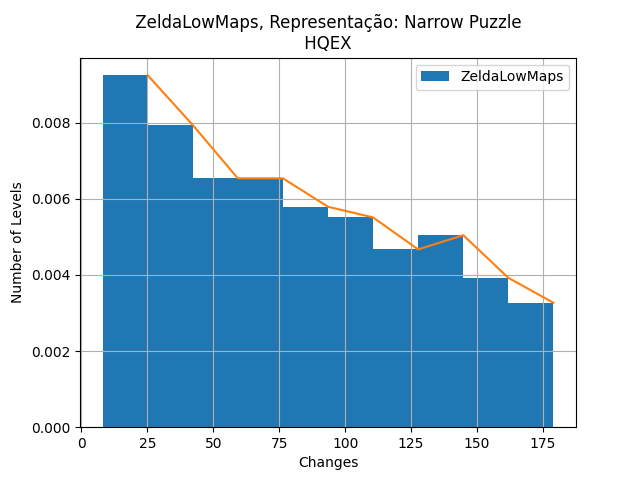 ZeldaLowMaps, Representação: Narrow Puzzle
HQEX
ZeldaLowMaps
Number of Levels
0.008
0.006
0.004
0.002
0.000
0 25 50 75 100 125 150 175
Changes